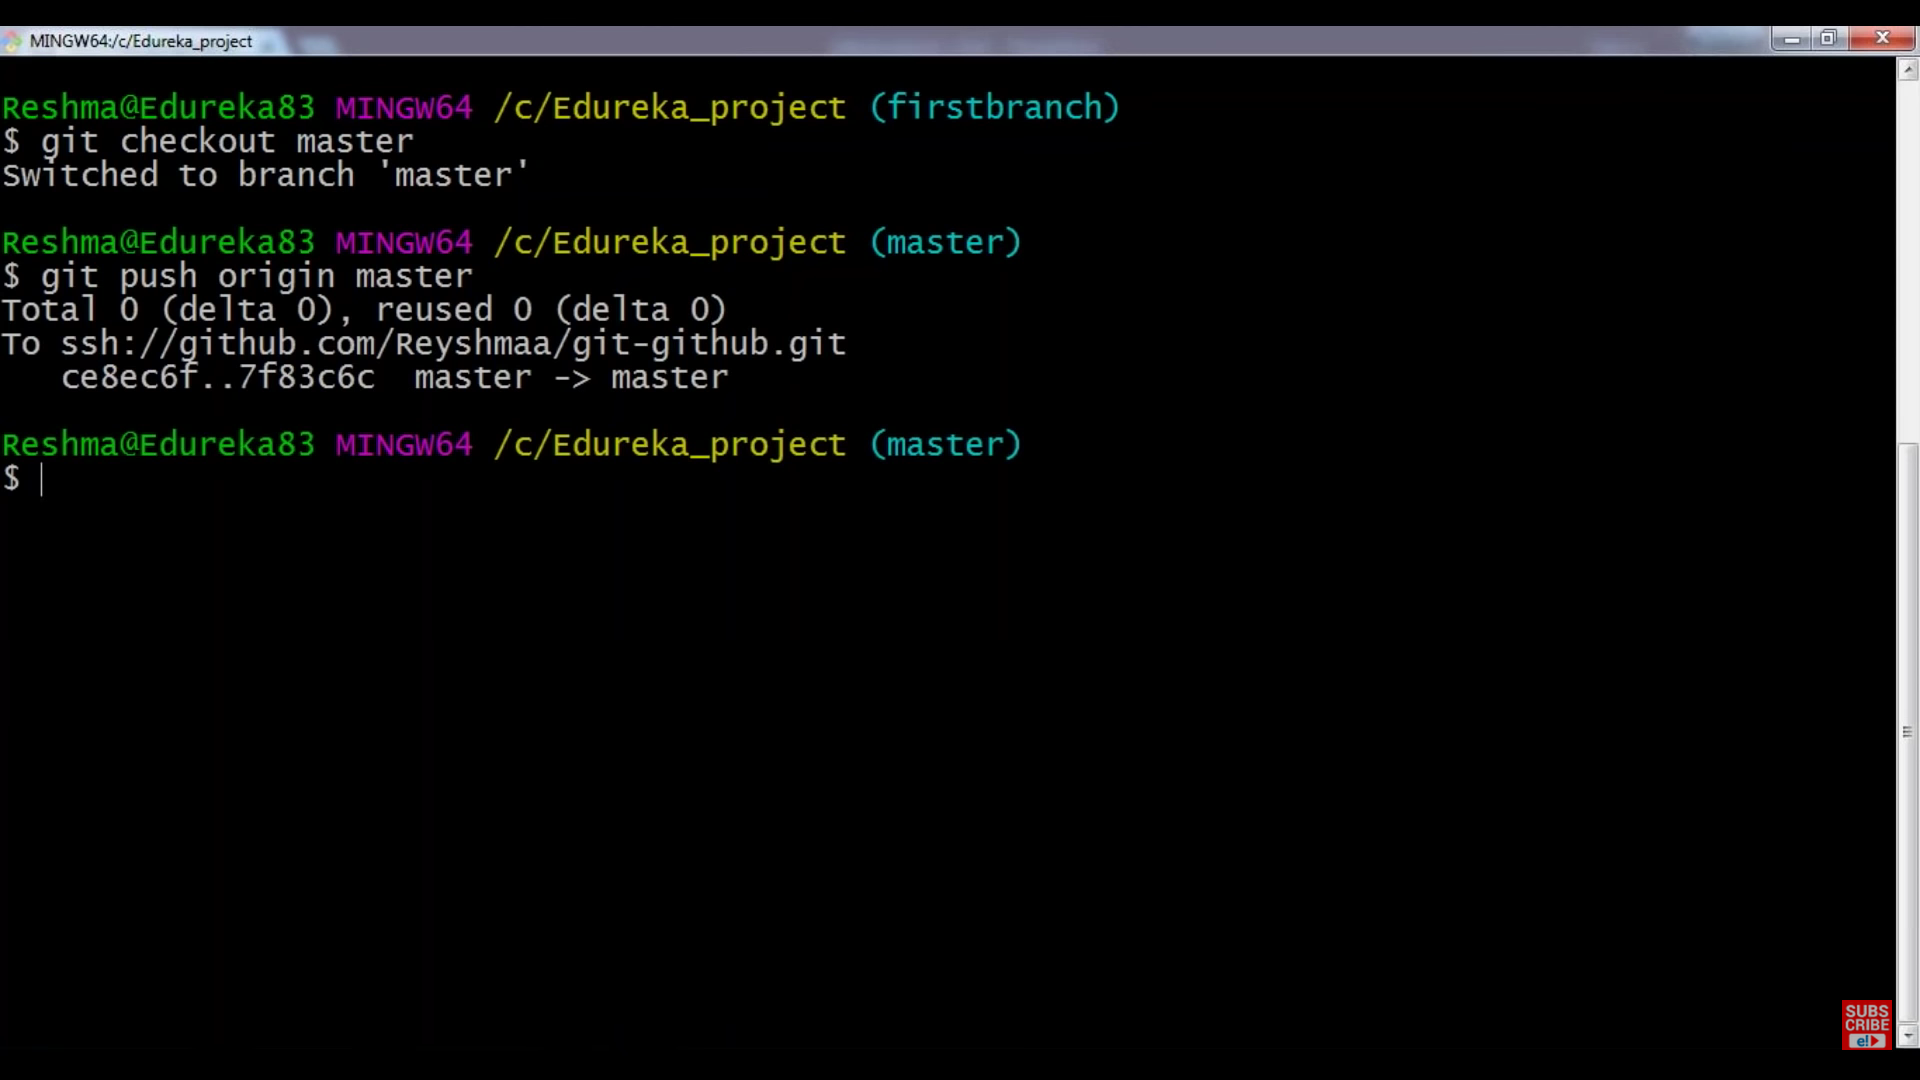 MINGW64:/c/Edureka_project
Reshma@Edureka83 MINGW64 /c/Edureka_project (firstbranch)
$ git checkout master
Switched to branch 'master'
Reshma@Edureka83 MINGW64 /c/Edureka_project (master)
$ git push origin master
Total 0 (delta 0), reused 0 (delta 0)
To ssh://github.com/Reyshmaa/git-github.git
   ce8ec6f..7f83c6c  master -> master
Reshma@Edureka83 MINGW64 /c/Edureka_project (master)
$
SUBS
CRIBE
e!